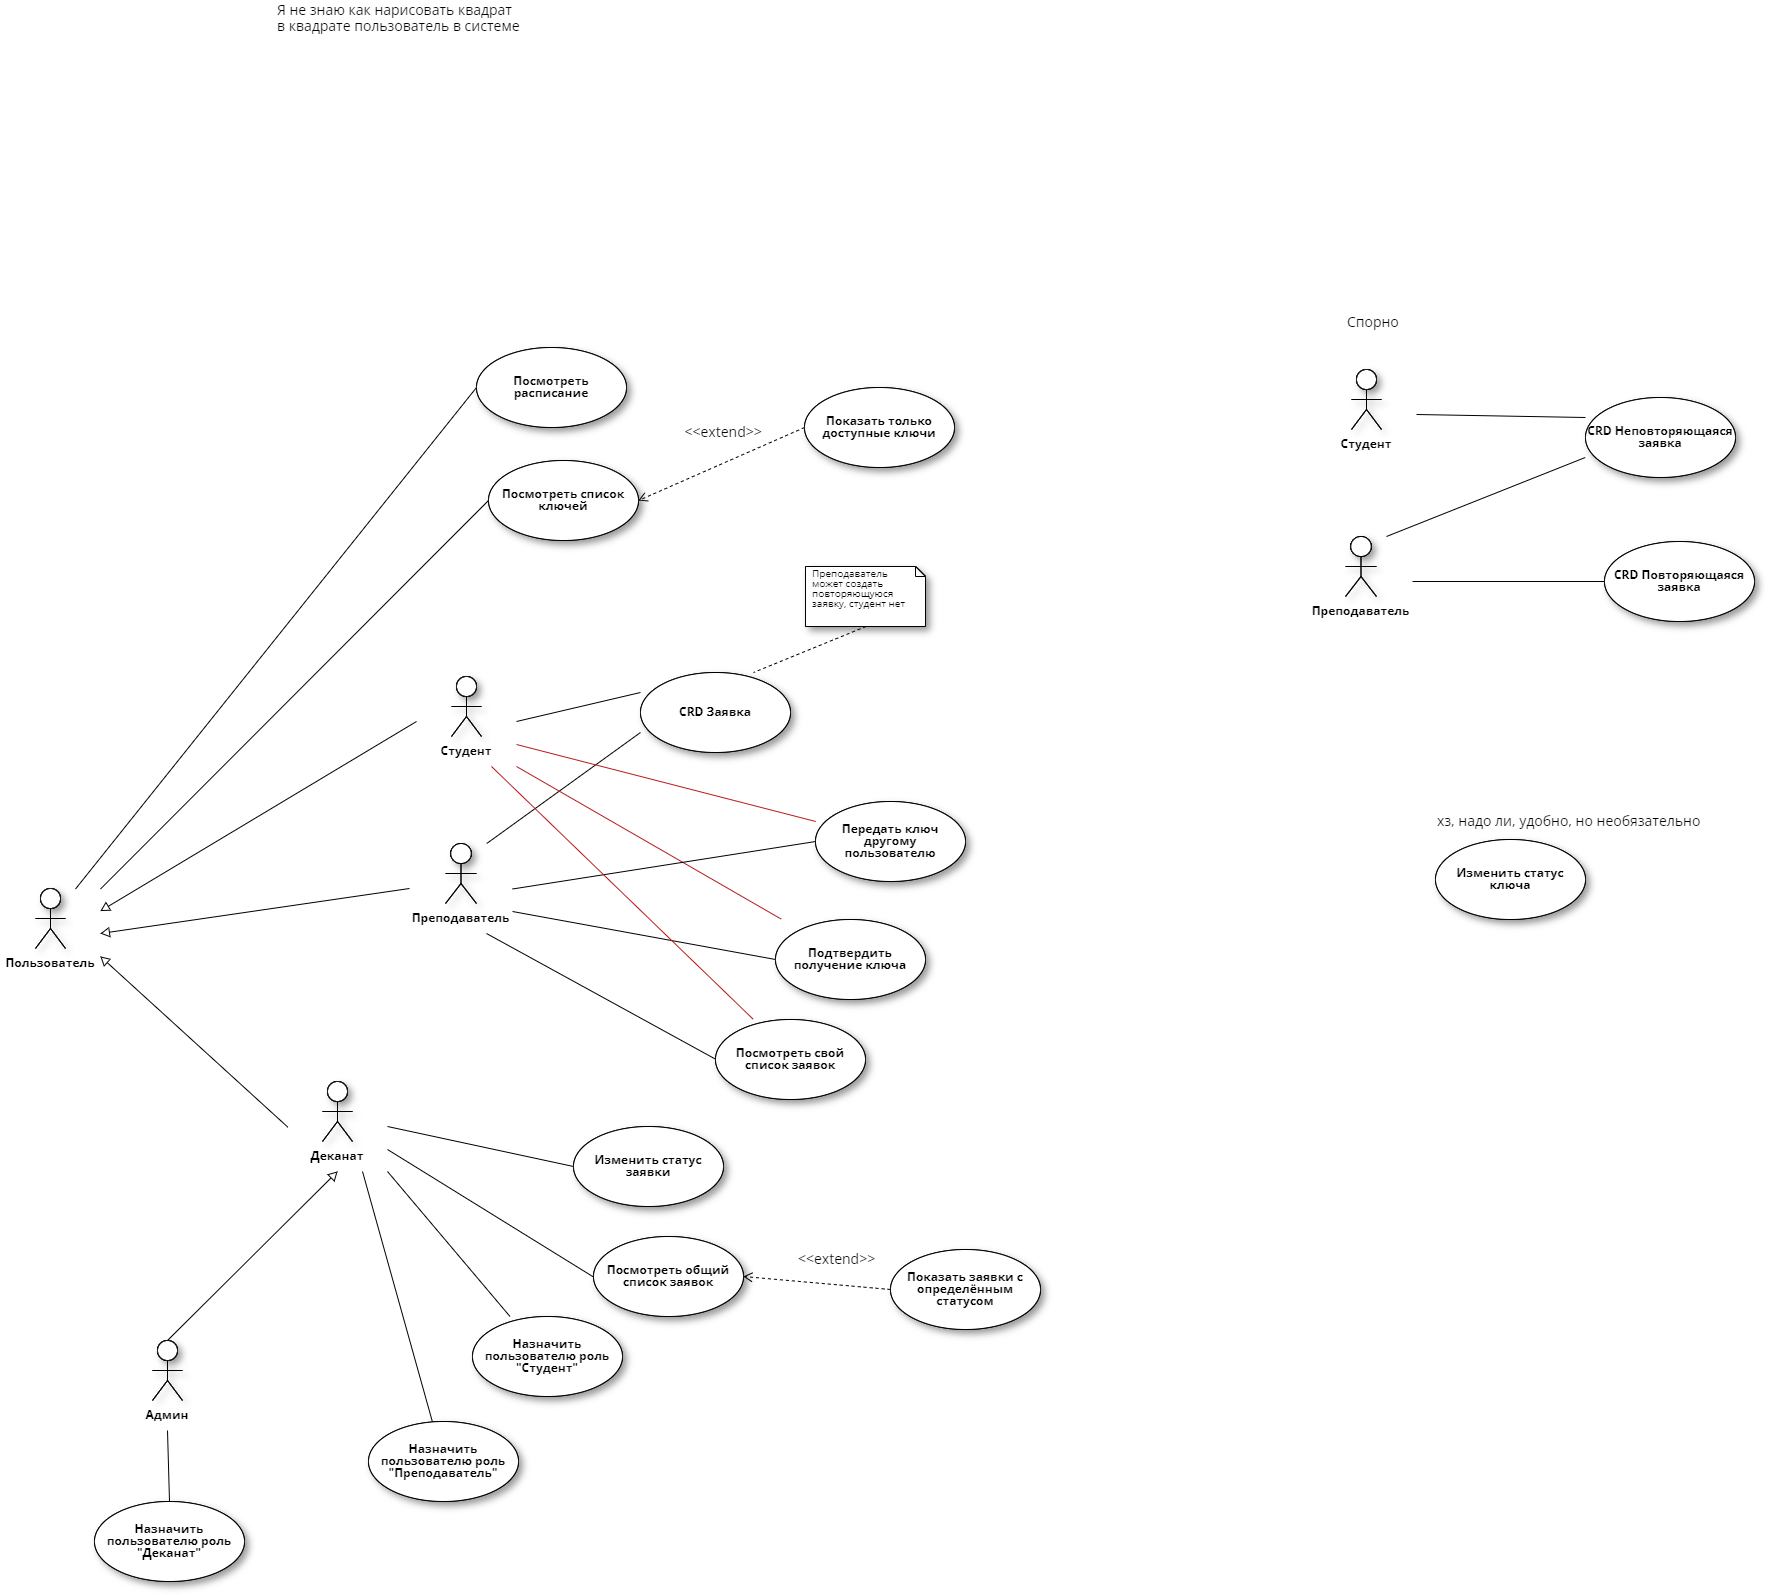 Я не знаю как нарисовать квадрат
в квадрате пользователь в системе
Спорно
Посмотреть
расписание
Показать только
доступные ключи
<<extend>>
Посмотреть список
ключей
Студент
CRD Неповторяющаяся
заявка
Преподаватель
CRD Повторяющаяся
заявка
Преподаватель
может создать
повторяющуюся
заявку, студент нет
Студент
CRD Заявка
Передать ключ
другому
пользователю
хз, надо ли, удобно, но необязательно
Изменить статус
ключа
Преподаватель
Пользователь
Подтвердить
получение ключа
Посмотреть свой
список заявок
Деканат
Изменить статус
заявки
Посмотреть общий
список заявок
<<extend>>
Показать заявки с
определённым
статусом
Назначить
пользователю роль
"Студент"
Админ
Назначить
пользователю роль
"Преподаватель"
Назначить
пользователю роль
"Деканат"